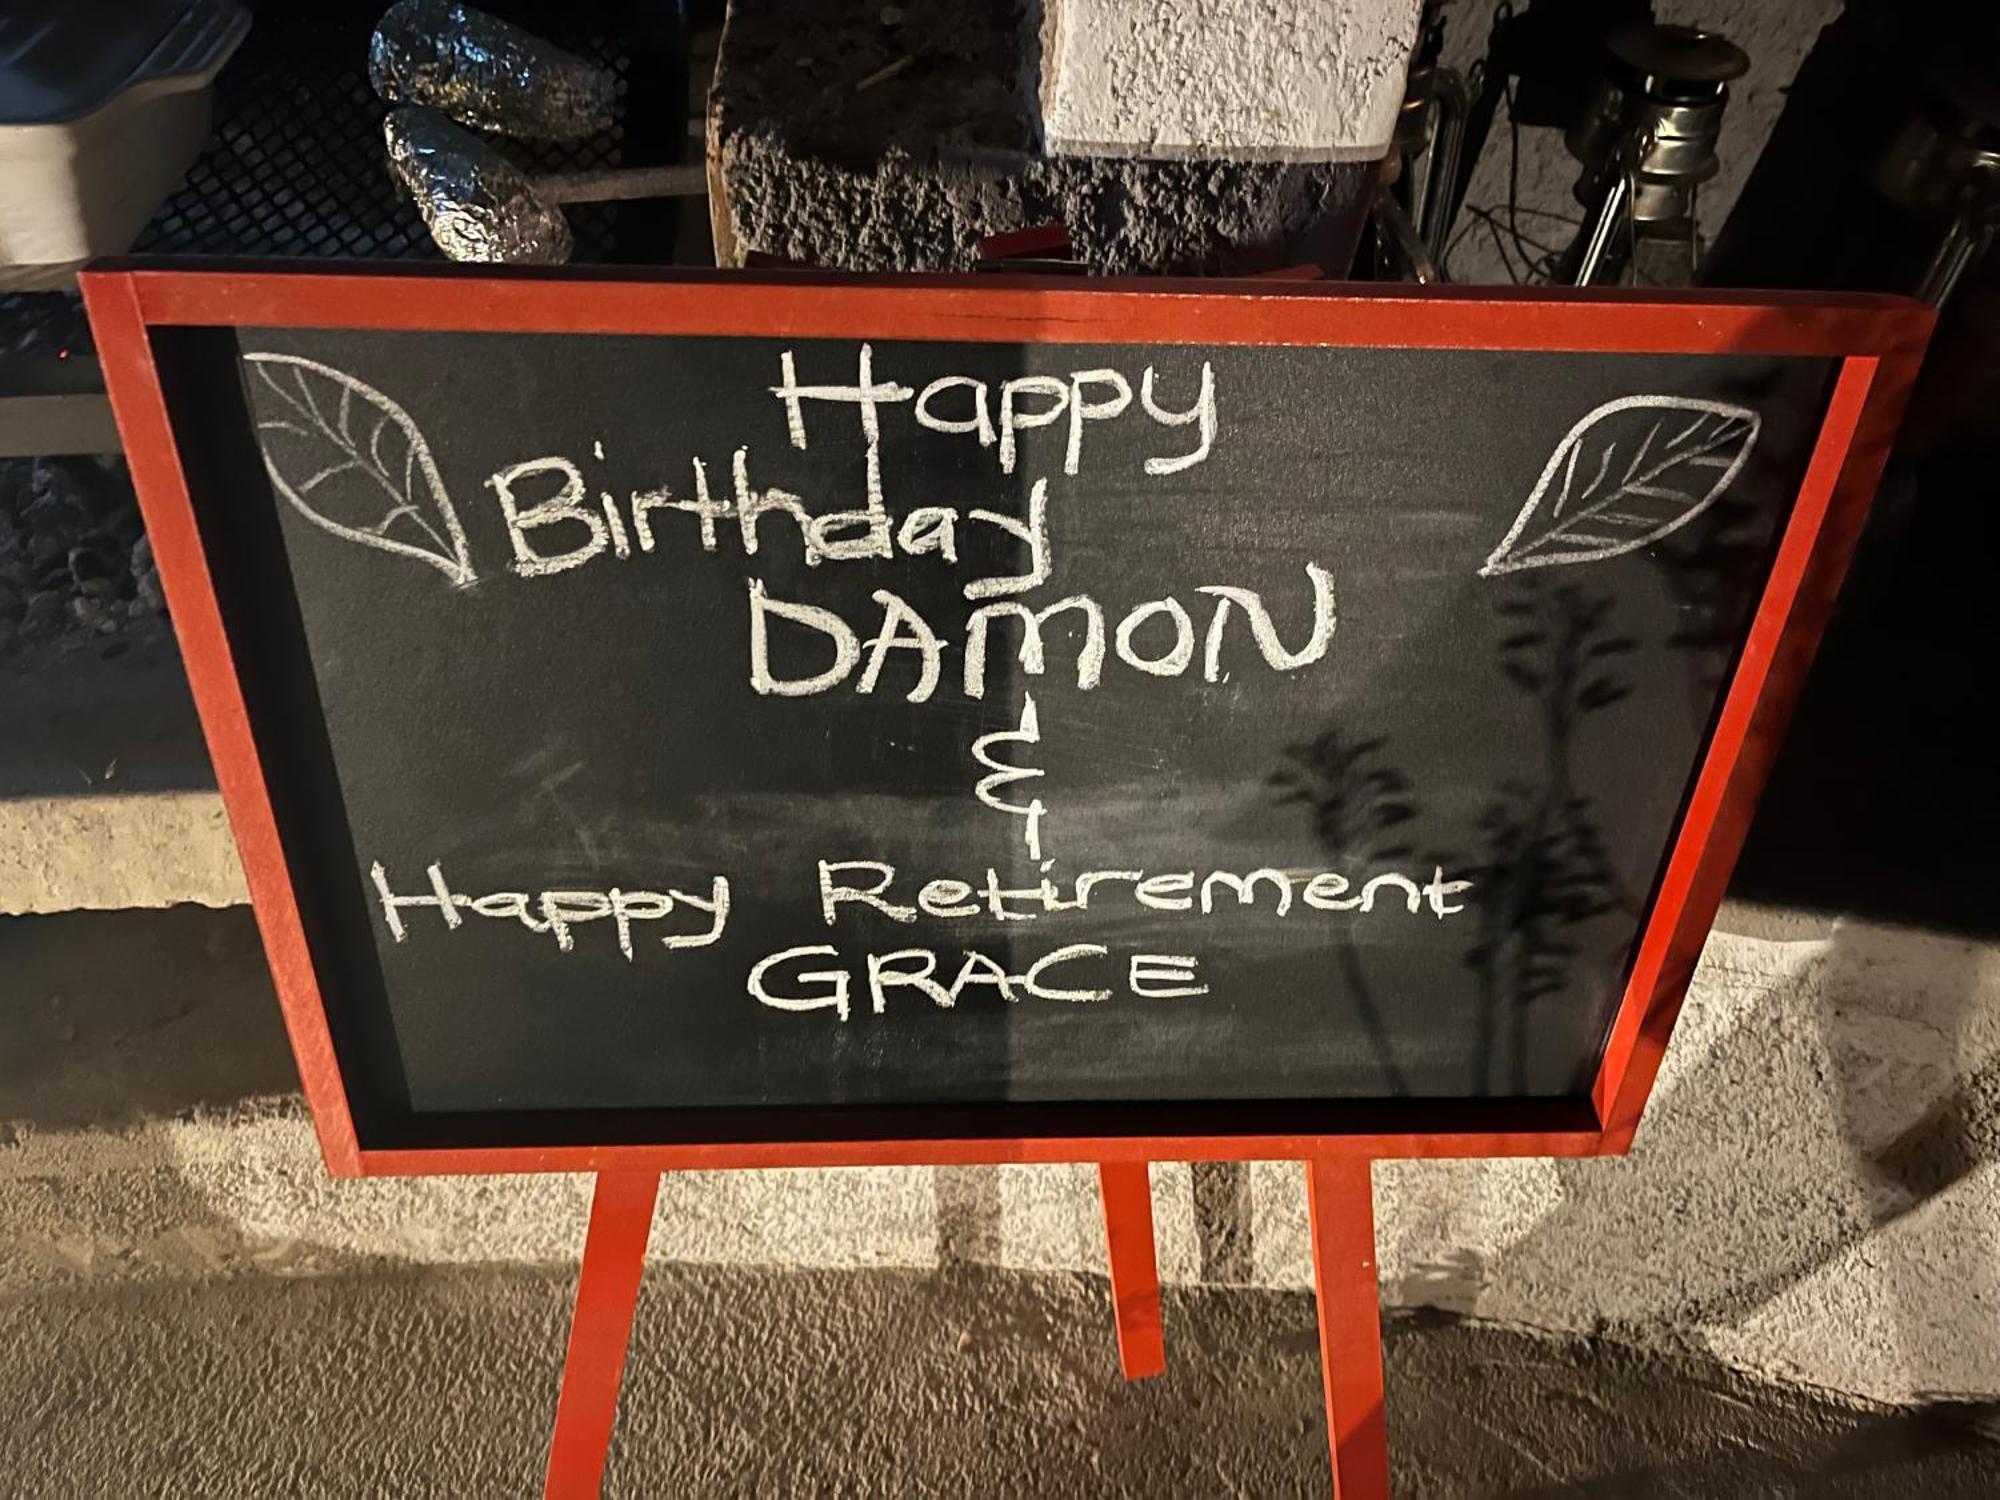 Happy
Birthday
DAMON
&
Happy Retirement
GRACE